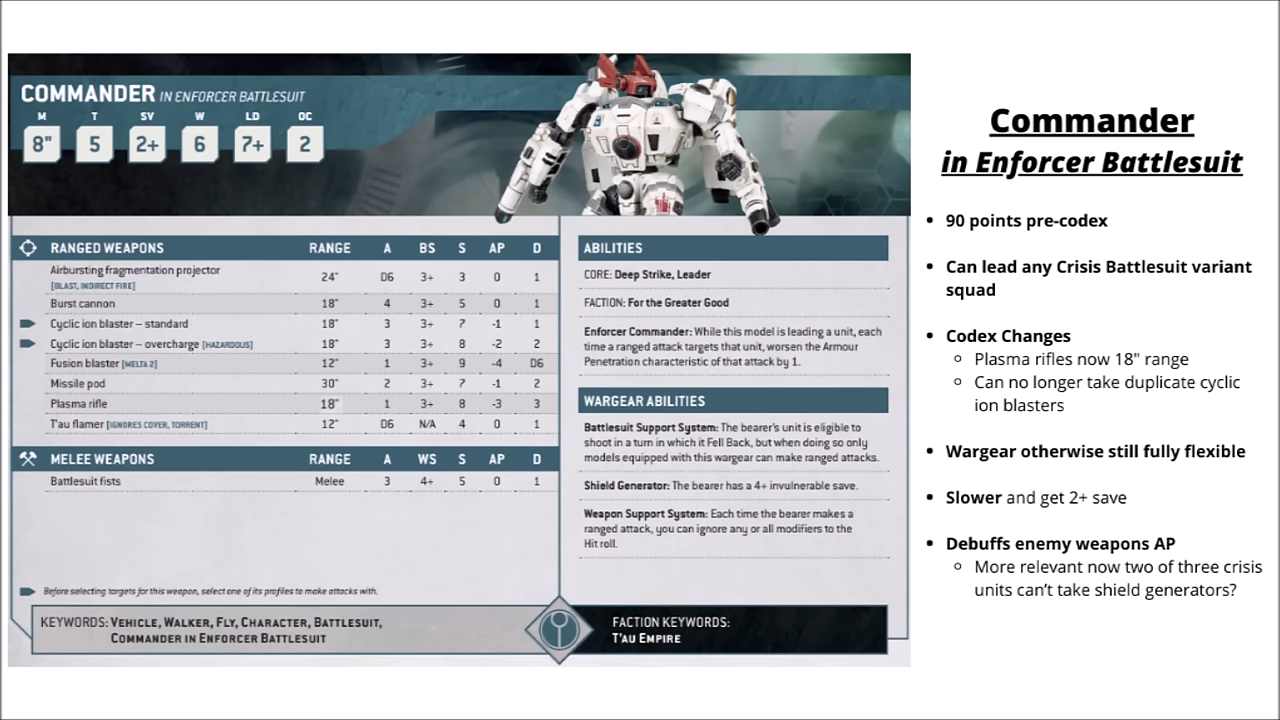 COMMANDER IN ENFORCER BATTLESUIT
M T SV W LD OC
8" 5 2+ 6 7+ 2
RANGED WEAPONS RANGE A BS S AP D
Airbursting fragmentation projector 24" D6 3+ 3 0 1
[BLAST, INDIRECT FIRE]
Burst cannon 18" 4 3+ 5 0 1
Cyclic ion blaster – standard 18" 3 3+ 7 -1 1
Cyclic ion blaster – overcharge [HAZARDOUS] 18" 3 3+ 8 -2 2
Fusion blaster [MELTA 2] 12" 1 3+ 9 -4 D6
Missile pod 30" 2 3+ 7 -1 2
Plasma rifle 18" 1 3+ 8 -3 3
T'au flamer [IGNORES COVER, TORRENT] 12" D6 N/A 4 0 1
MELEE WEAPONS RANGE A WS S AP D
Battlesuit fists Melee 3 4+ 5 0 1
Before selecting targets for this weapon, select one of its profiles to make attacks with.
KEYWORDS: VEHICLE, WALKER, FLY, CHARACTER, BATTLESUIT,
COMMANDER IN ENFORCER BATTLESUIT
ABILITIES
CORE: Deep Strike, Leader
FACTION: For the Greater Good
Enforcer Commander: While this model is leading a unit, each
time a ranged attack targets that unit, worsen the Armour
Penetration characteristic of that attack by 1.
WARGEAR ABILITIES
Battlesuit Support System: The bearer's unit is eligible to
shoot in a turn in which it Fell Back, but when doing so only
models equipped with this wargear can make ranged attacks.
Shield Generator: The bearer has a 4+ invulnerable save.
Weapon Support System: Each time the bearer makes a
ranged attack, you can ignore any or all modifiers to the
Hit roll.
FACTION KEYWORDS:
T'AU EMPIRE
Commander
in Enforcer Battlesuit
• 90 points pre-codex
• Can lead any Crisis Battlesuit variant
squad
• Codex Changes
○ Plasma rifles now 18" range
○ Can no longer take duplicate cyclic
ion blasters
• Wargear otherwise still fully flexible
• Slower and get 2+ save
• Debuffs enemy weapons AP
○ More relevant now two of three crisis
units can't take shield generators?